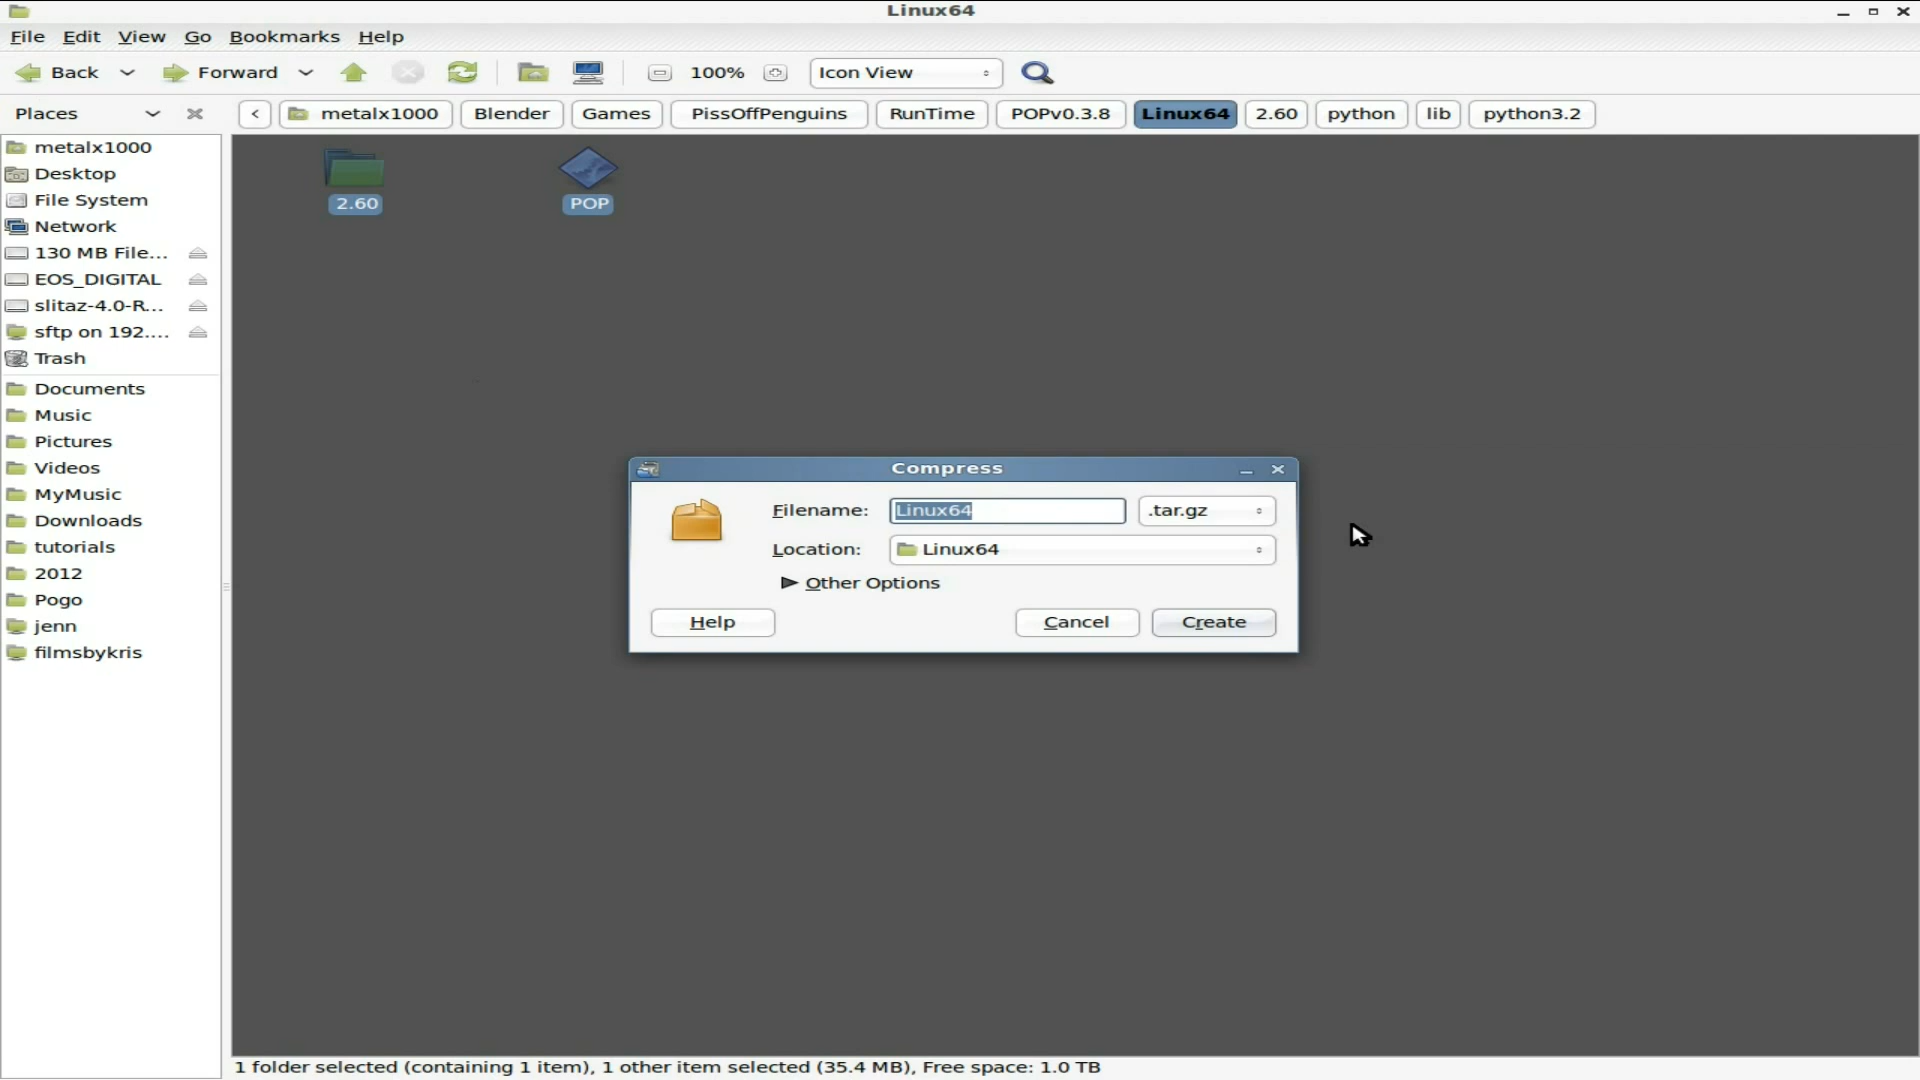 Linux64
File Edit View Go Bookmarks Help
Back Forward 100% Icon View
Places < metalx1000 Blender Games PissOffPenguins RunTime POPv0.3.8 Linux64 2.60 python lib python3.2
metalx1000
Desktop
File System
Network
130 MB File...
EOS_DIGITAL
slitaz-4.0-R...
sftp on 192....
Trash
Documents
Music
Pictures
Videos
MyMusic
Downloads
tutorials
2012
Pogo
jenn
filmsbykris
2.60 POP
Compress
Filename: Linux64 .tar.gz
Location: Linux64
Other Options
Help Cancel Create
1 folder selected (containing 1 item), 1 other item selected (35.4 MB), Free space: 1.0 TB